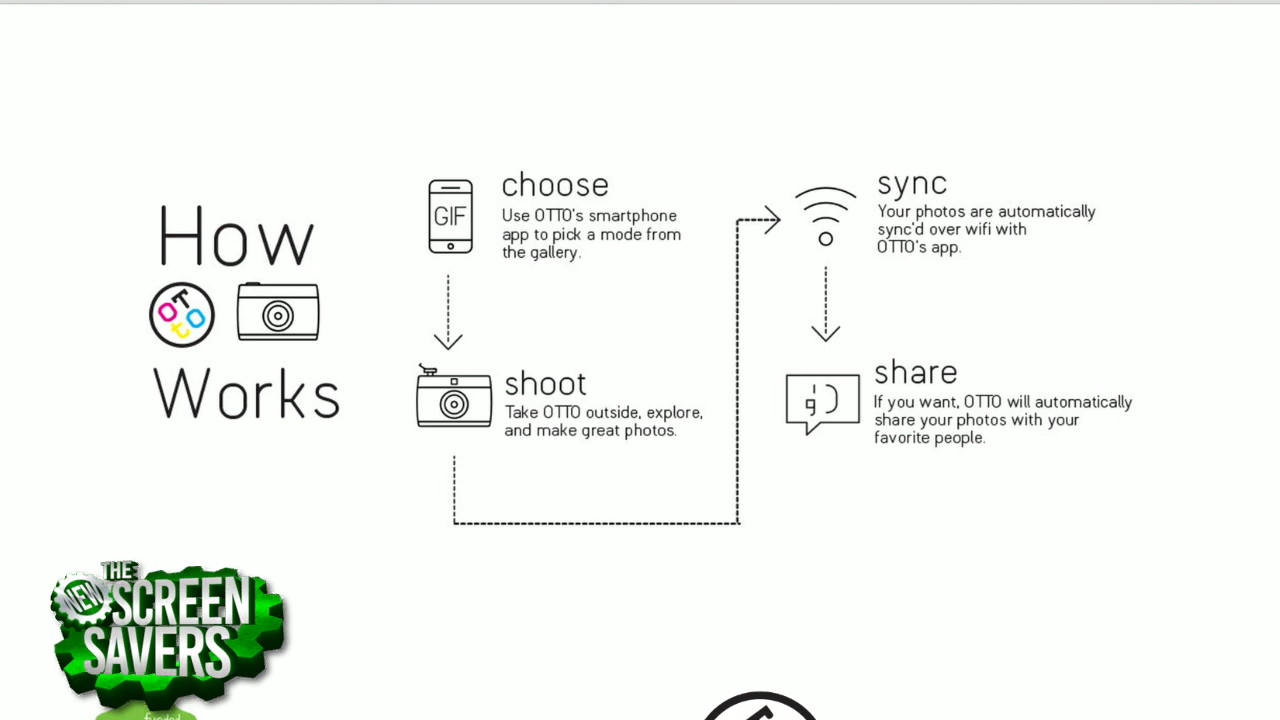 How
OTTO
Works
GIF
choose
Use OTTO's smartphone
app to pick a mode from
the gallery.
shoot
Take OTTO outside, explore,
and make great photos.
sync
Your photos are automatically
sync'd over wifi with
OTTO's app.
share
If you want, OTTO will automatically
share your photos with your
favorite people.
THE
NEW
SCREEN
SAVERS
funded